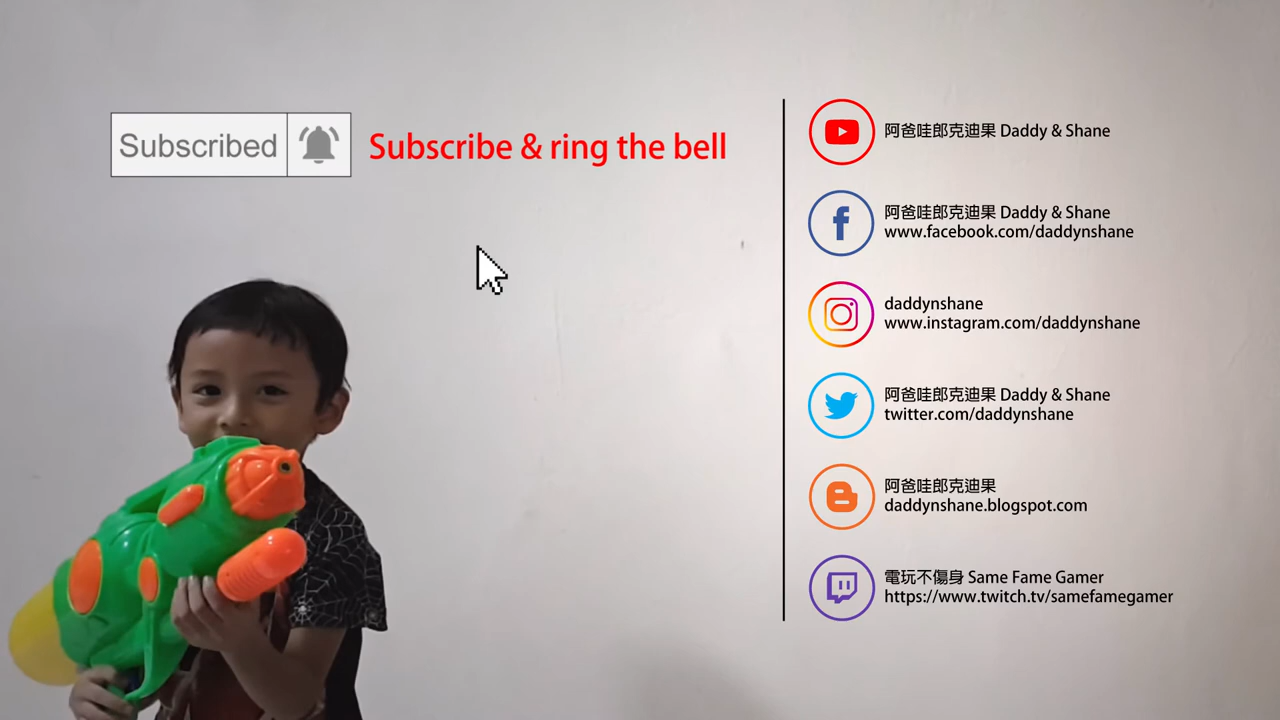 Subscribed
Subscribe & ring the bell
阿爸哇郎克迪果 Daddy & Shane
阿爸哇郎克迪果 Daddy & Shane
www.facebook.com/daddynshane
daddynshane
www.instagram.com/daddynshane
阿爸哇郎克迪果 Daddy & Shane
twitter.com/daddynshane
阿爸哇郎克迪果
daddynshane.blogspot.com
電玩不傷身 Same Fame Gamer
https://www.twitch.tv/samefamegamer